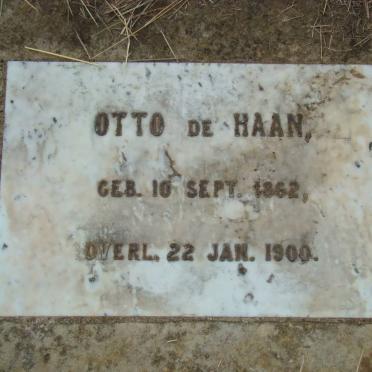 OTTO DE HAAN,
GEB. 10 SEPT. 1862,
OVERL. 22 JAN. 1900.